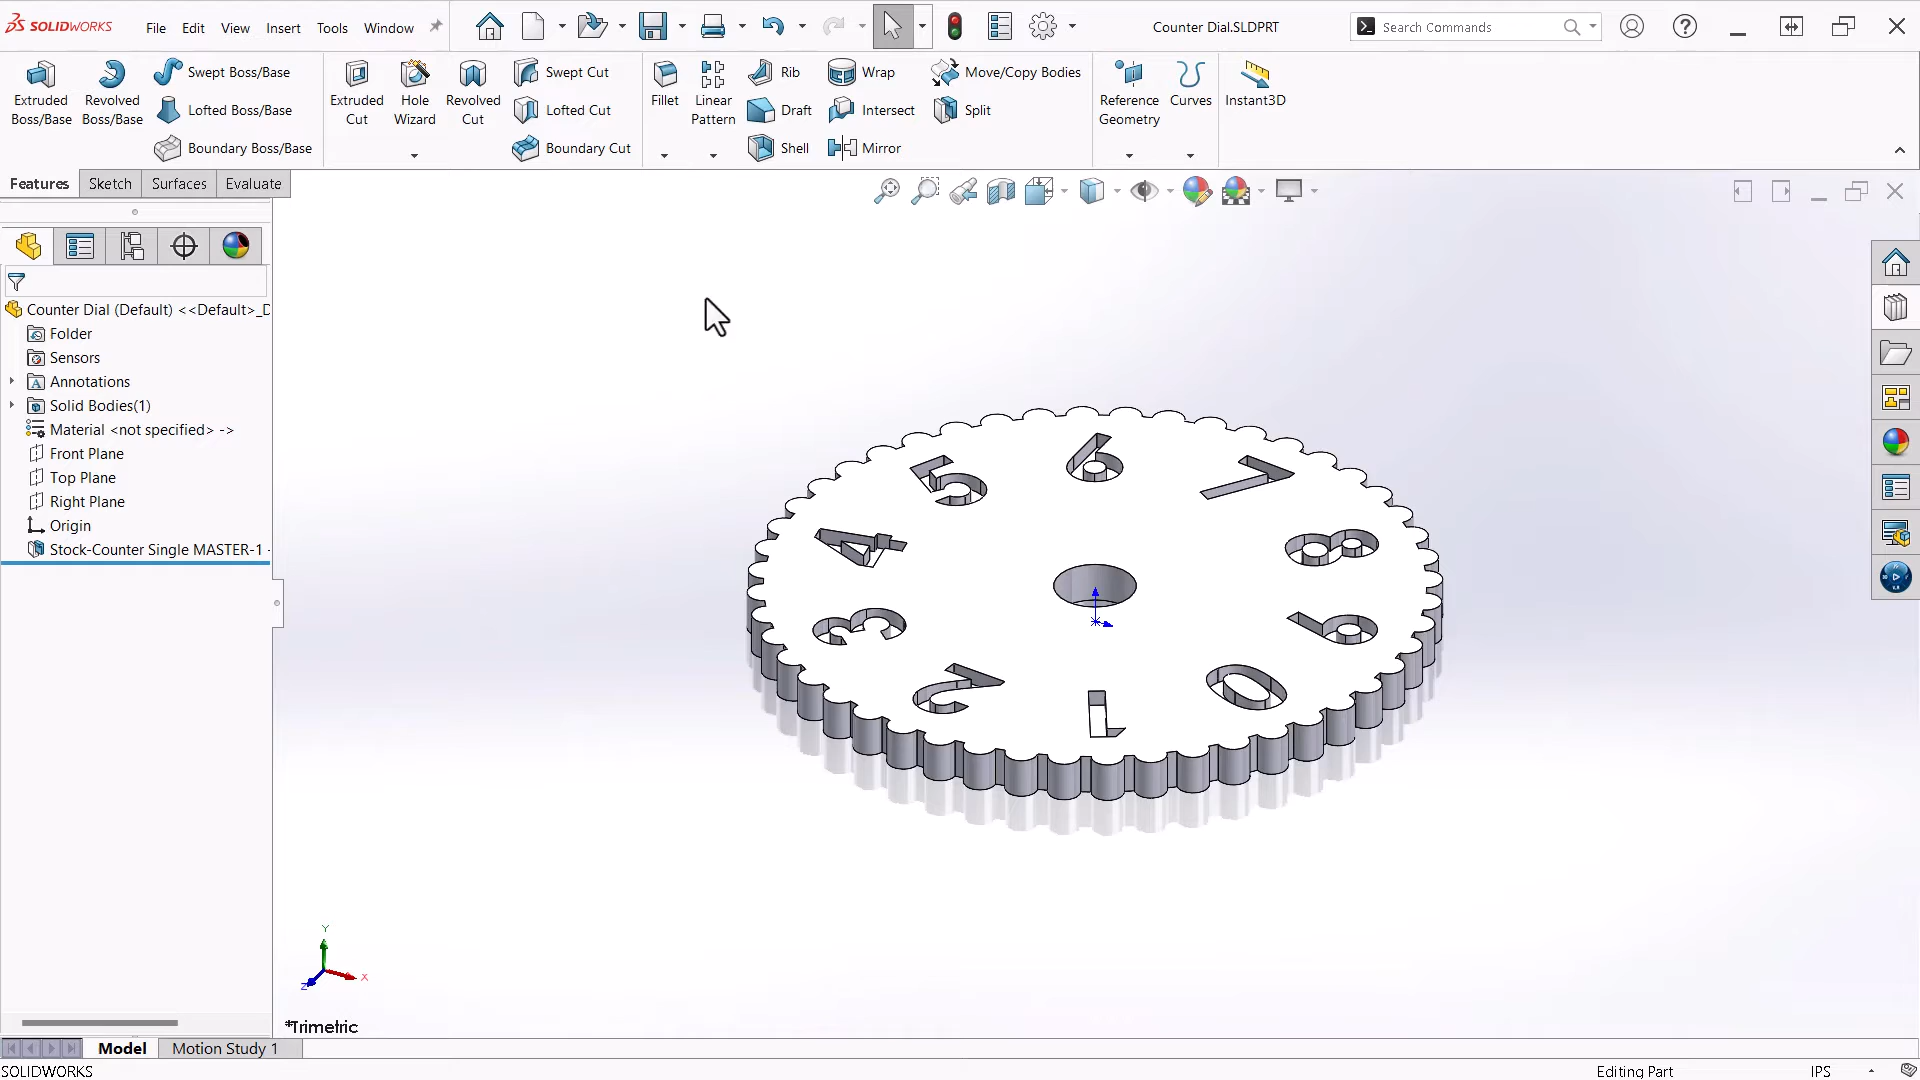 SOLIDWORKS File Edit View Insert Tools Window Counter Dial.SLDPRT Search Commands
Extruded Boss/Base
Revolved Boss/Base
Swept Boss/Base
Lofted Boss/Base
Boundary Boss/Base
Extruded Cut
Hole Wizard
Revolved Cut
Swept Cut
Lofted Cut
Boundary Cut
Fillet
Linear Pattern
Rib
Draft
Shell
Wrap
Intersect
Mirror
Move/Copy Bodies
Split
Reference Geometry
Curves
Instant3D
Features Sketch Surfaces Evaluate
Counter Dial (Default) <<Default>_D
Folder
Sensors
Annotations
Solid Bodies(1)
Material <not specified> ->
Front Plane
Top Plane
Right Plane
Origin
Stock-Counter Single MASTER-1 -
5 6 7
4 8
3 9
2 1 0
Y
X
Z
*Trimetric
Model Motion Study 1
SOLIDWORKS Editing Part IPS